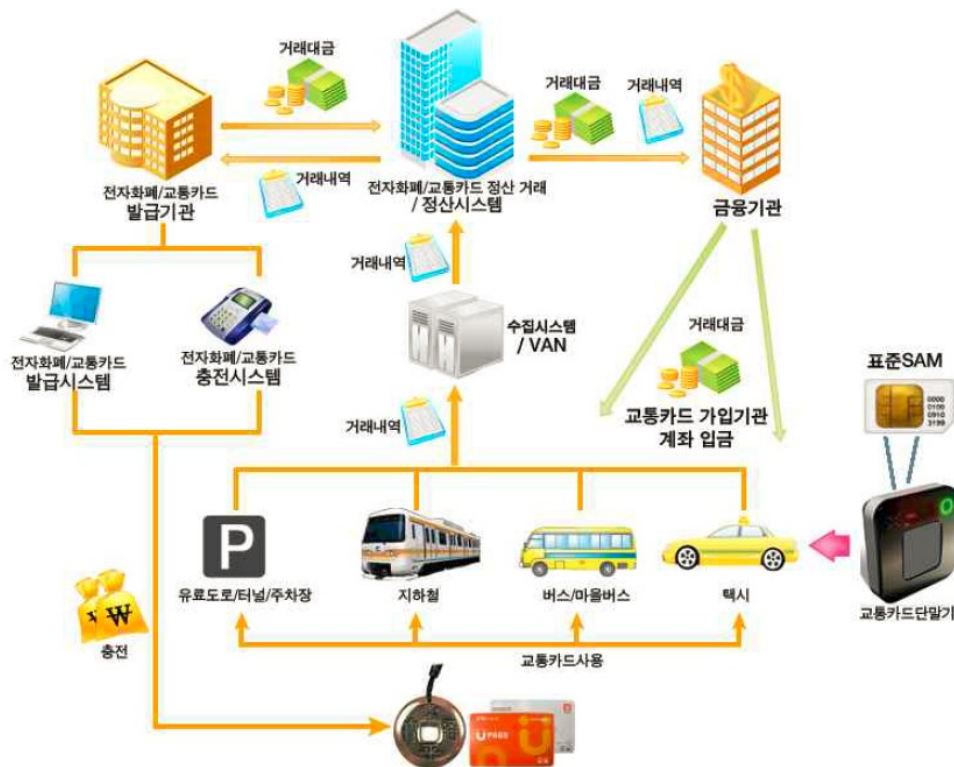 거래대금
거래대금
거래내역
거래내역
전자화폐/교통카드
발급기관
전자화폐/교통카드 정산 거래
/ 정산시스템
금융기관
거래내역
수집시스템
/ VAN
전자화폐/교통카드
발급시스템
전자화폐/교통카드
충전시스템
거래대금
표준SAM
0000
0100
0910
3199
교통카드 가입기관
계좌 입금
거래내역
P
유료도로/터널/주차장
지하철
버스/마을버스
택시
교통카드단말기
₩
충전
교통카드사용
U PASS